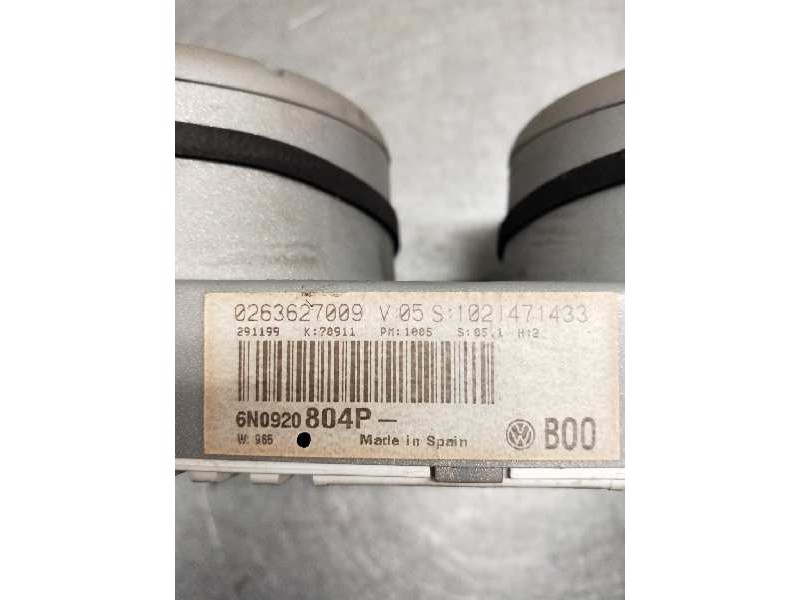 0263627009 V:05 S:1021471433
291199 K:70911 PM:1005 S:05.1 H:2
6N0920 804P-
W: 965 Made in Spain B00